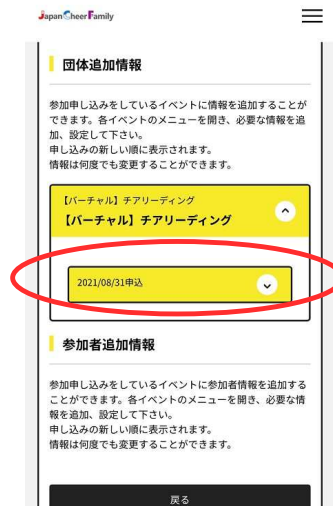 Japan Cheer Family
団体追加情報
参加申し込みをしているイベントに情報を追加することが
できます。各イベントのメニューを開き、必要な情報を追
加、設定して下さい。
申し込みの新しい順に表示されます。
情報は何度でも変更することができます。
【バーチャル】チアリーディング
【バーチャル】チアリーディング
2021/08/31申込
参加者追加情報
参加申し込みをしているイベントに参加者情報を追加する
ことができます。各イベントのメニューを開き、必要な情
報を追加、設定して下さい。
申し込みの新しい順に表示されます。
情報は何度でも変更することができます。
戻る